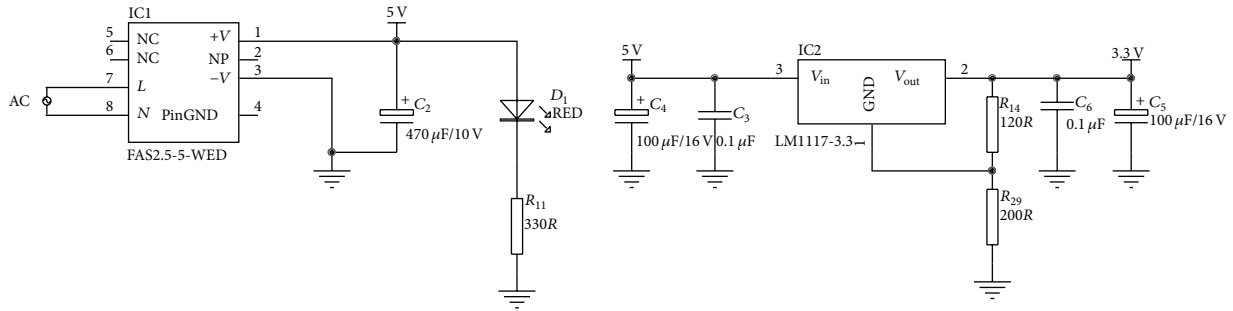 IC1
5 NC +V 1
6 NC NP 2
7 L −V 3
8 N PinGND 4
AC
FAS2.5-5-WED
5 V
+ C2
470 μF/10 V
D1
RED
R11
330R
5 V
+ C4
100 μF/16 V
C3
0.1 μF
IC2
3 Vin GND Vout 2
LM1117-3.3
1
R14
120R
R29
200R
C6
0.1 μF
3.3 V
+ C5
100 μF/16 V